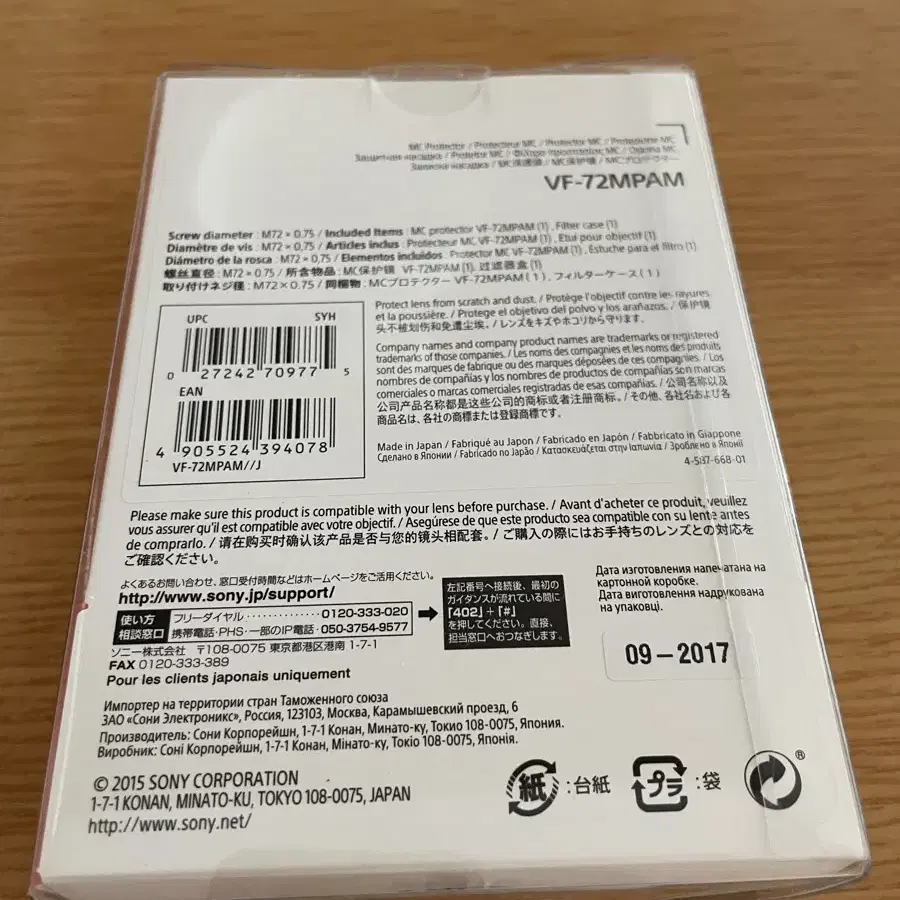 MC Protector / Protecteur MC / Protector MC / Protezione MC
Защитная насадка / Protetor MC / Φίλτρο προστασίας MC / Osłona MC
Захисна насадка / MC保護鏡 / MC保护镜 / MCプロテクター
VF-72MPAM
Screw diameter : M72 × 0.75 / Included Items : MC protector VF-72MPAM (1) , Filter case (1)
Diamètre de vis : M72 × 0,75 / Articles inclus : Protecteur MC VF-72MPAM (1) , Etui pour objectif (1)
Diámetro de la rosca : M72 × 0,75 / Elementos incluidos : Protector MC VF-72MPAM (1) , Estuche para el filtro (1)
螺丝直径 : M72 × 0.75 / 所含物品 : MC保护镜 VF-72MPAM (1), 过滤器盒 (1)
取り付けネジ径 : M72×0.75 / 同梱物 : MCプロテクター VF-72MPAM ( 1 ) , フィルターケース ( 1 )
UPC SYH
0 27242 70977 5
EAN
4 905524 394078
VF-72MPAM//J
Protect lens from scratch and dust. / Protège l'objectif contre les rayures
et la poussière. / Protege el objetivo del polvo y los arañazos. / 保护镜
头不被划伤和免遭尘埃。/ レンズをキズやホコリから守ります。
Company names and company product names are trademarks or registered
trademarks of those companies. / Les noms des compagnies et les noms des produits
sont des marques de fabrique ou des marques déposées de ces compagnies. / Los
nombres de compañías y los nombres de productos de compañías son marcas
comerciales o marcas comerciales registradas de esas compañías. / 公司名称以及
公司产品名称都是这些公司的商标或者注册商标。/ その他、各社名および各
商品名は、各社の商標または登録商標です。
Made in Japan / Fabriqué au Japon / Fabricado en Japón / Fabbricato in Giappone
Сделано в Японии / Fabricado no Japão / Κατασκευάζεται στην Ιαπωνία / Зроблено в Японії
4-537-668-01
Please make sure this product is compatible with your lens before purchase. / Avant d'acheter ce produit, veuillez
vous assurer qu'il est compatible avec votre objectif. / Asegúrese de que este producto sea compatible con su lente antes
de comprarlo. / 请在购买时确认该产品是否与您的镜头相配套。/ ご購入の際にはお手持ちのレンズとの対応を
ご確認ください。
よくあるお問い合わせ、窓口受付時間などはホームページをご活用ください。
http://www.sony.jp/support/
使い方
相談窓口
フリーダイヤル ・・・・・・・・・・・・・ 0120-333-020
携帯電話・PHS・一部のIP電話・050-3754-9577
左記番号へ接続後、最初の
ガイダンスが流れている間に
「402」+「#」
を押してください。直接、
担当窓口へおつなぎします。
ソニー株式会社 〒108-0075 東京都港区港南 1-7-1
FAX 0120-333-389
Pour les clients japonais uniquement
Дата изготовления напечатана на
картонной коробке.
Дата виготовлення надрукована
на упаковці.
09 – 2017
Импортер на территории стран Таможенного союза
ЗАО «Сони Электроникс», Россия, 123103, Москва, Карамышевский проезд, 6
Производитель: Сони Корпорейшн, 1-7-1 Конан, Минато-ку, Токио 108-0075, Япония.
Виробник: Соні Корпорейшн, 1-7-1 Конан, Мінато-ку, Токіо 108-0075, Японія.
© 2015 SONY CORPORATION
1-7-1 KONAN, MINATO-KU, TOKYO 108-0075, JAPAN
http://www.sony.net/
紙 : 台紙
プラ : 袋
®